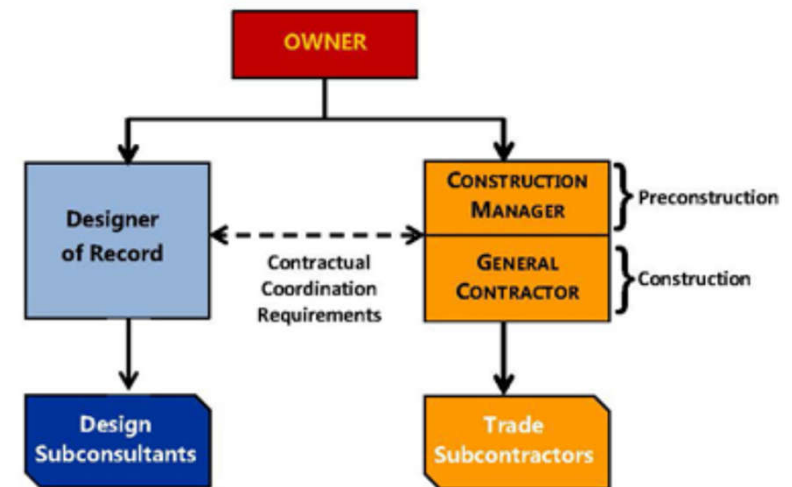 OWNER
Designer
of Record
CONSTRUCTION
MANAGER
Preconstruction
Contractual
Coordination
Requirements
GENERAL
CONTRACTOR
Construction
Design
Subconsultants
Trade
Subcontractors